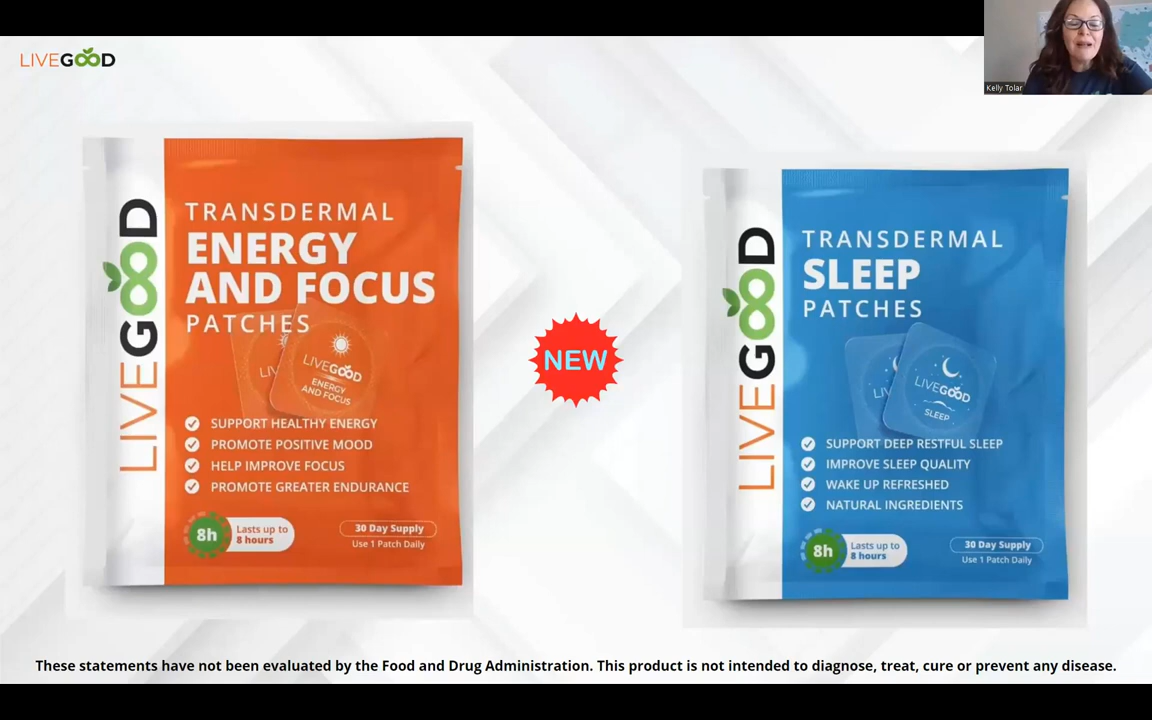 LIVEGOOD
Kelly Tolar
LIVEGOOD
TRANSDERMAL
ENERGY
AND FOCUS
PATCHES
LIV
LIVEGOOD
ENERGY
AND FOCUS
SUPPORT HEALTHY ENERGY
PROMOTE POSITIVE MOOD
HELP IMPROVE FOCUS
PROMOTE GREATER ENDURANCE
8h
Lasts up to
8 hours
30 Day Supply
Use 1 Patch Daily
NEW
LIVEGOOD
TRANSDERMAL
SLEEP
PATCHES
LIV
LIVEGOOD
SLEEP
SUPPORT DEEP RESTFUL SLEEP
IMPROVE SLEEP QUALITY
WAKE UP REFRESHED
NATURAL INGREDIENTS
8h
Lasts up to
8 hours
30 Day Supply
Use 1 Patch Daily
These statements have not been evaluated by the Food and Drug Administration. This product is not intended to diagnose, treat, cure or prevent any disease.